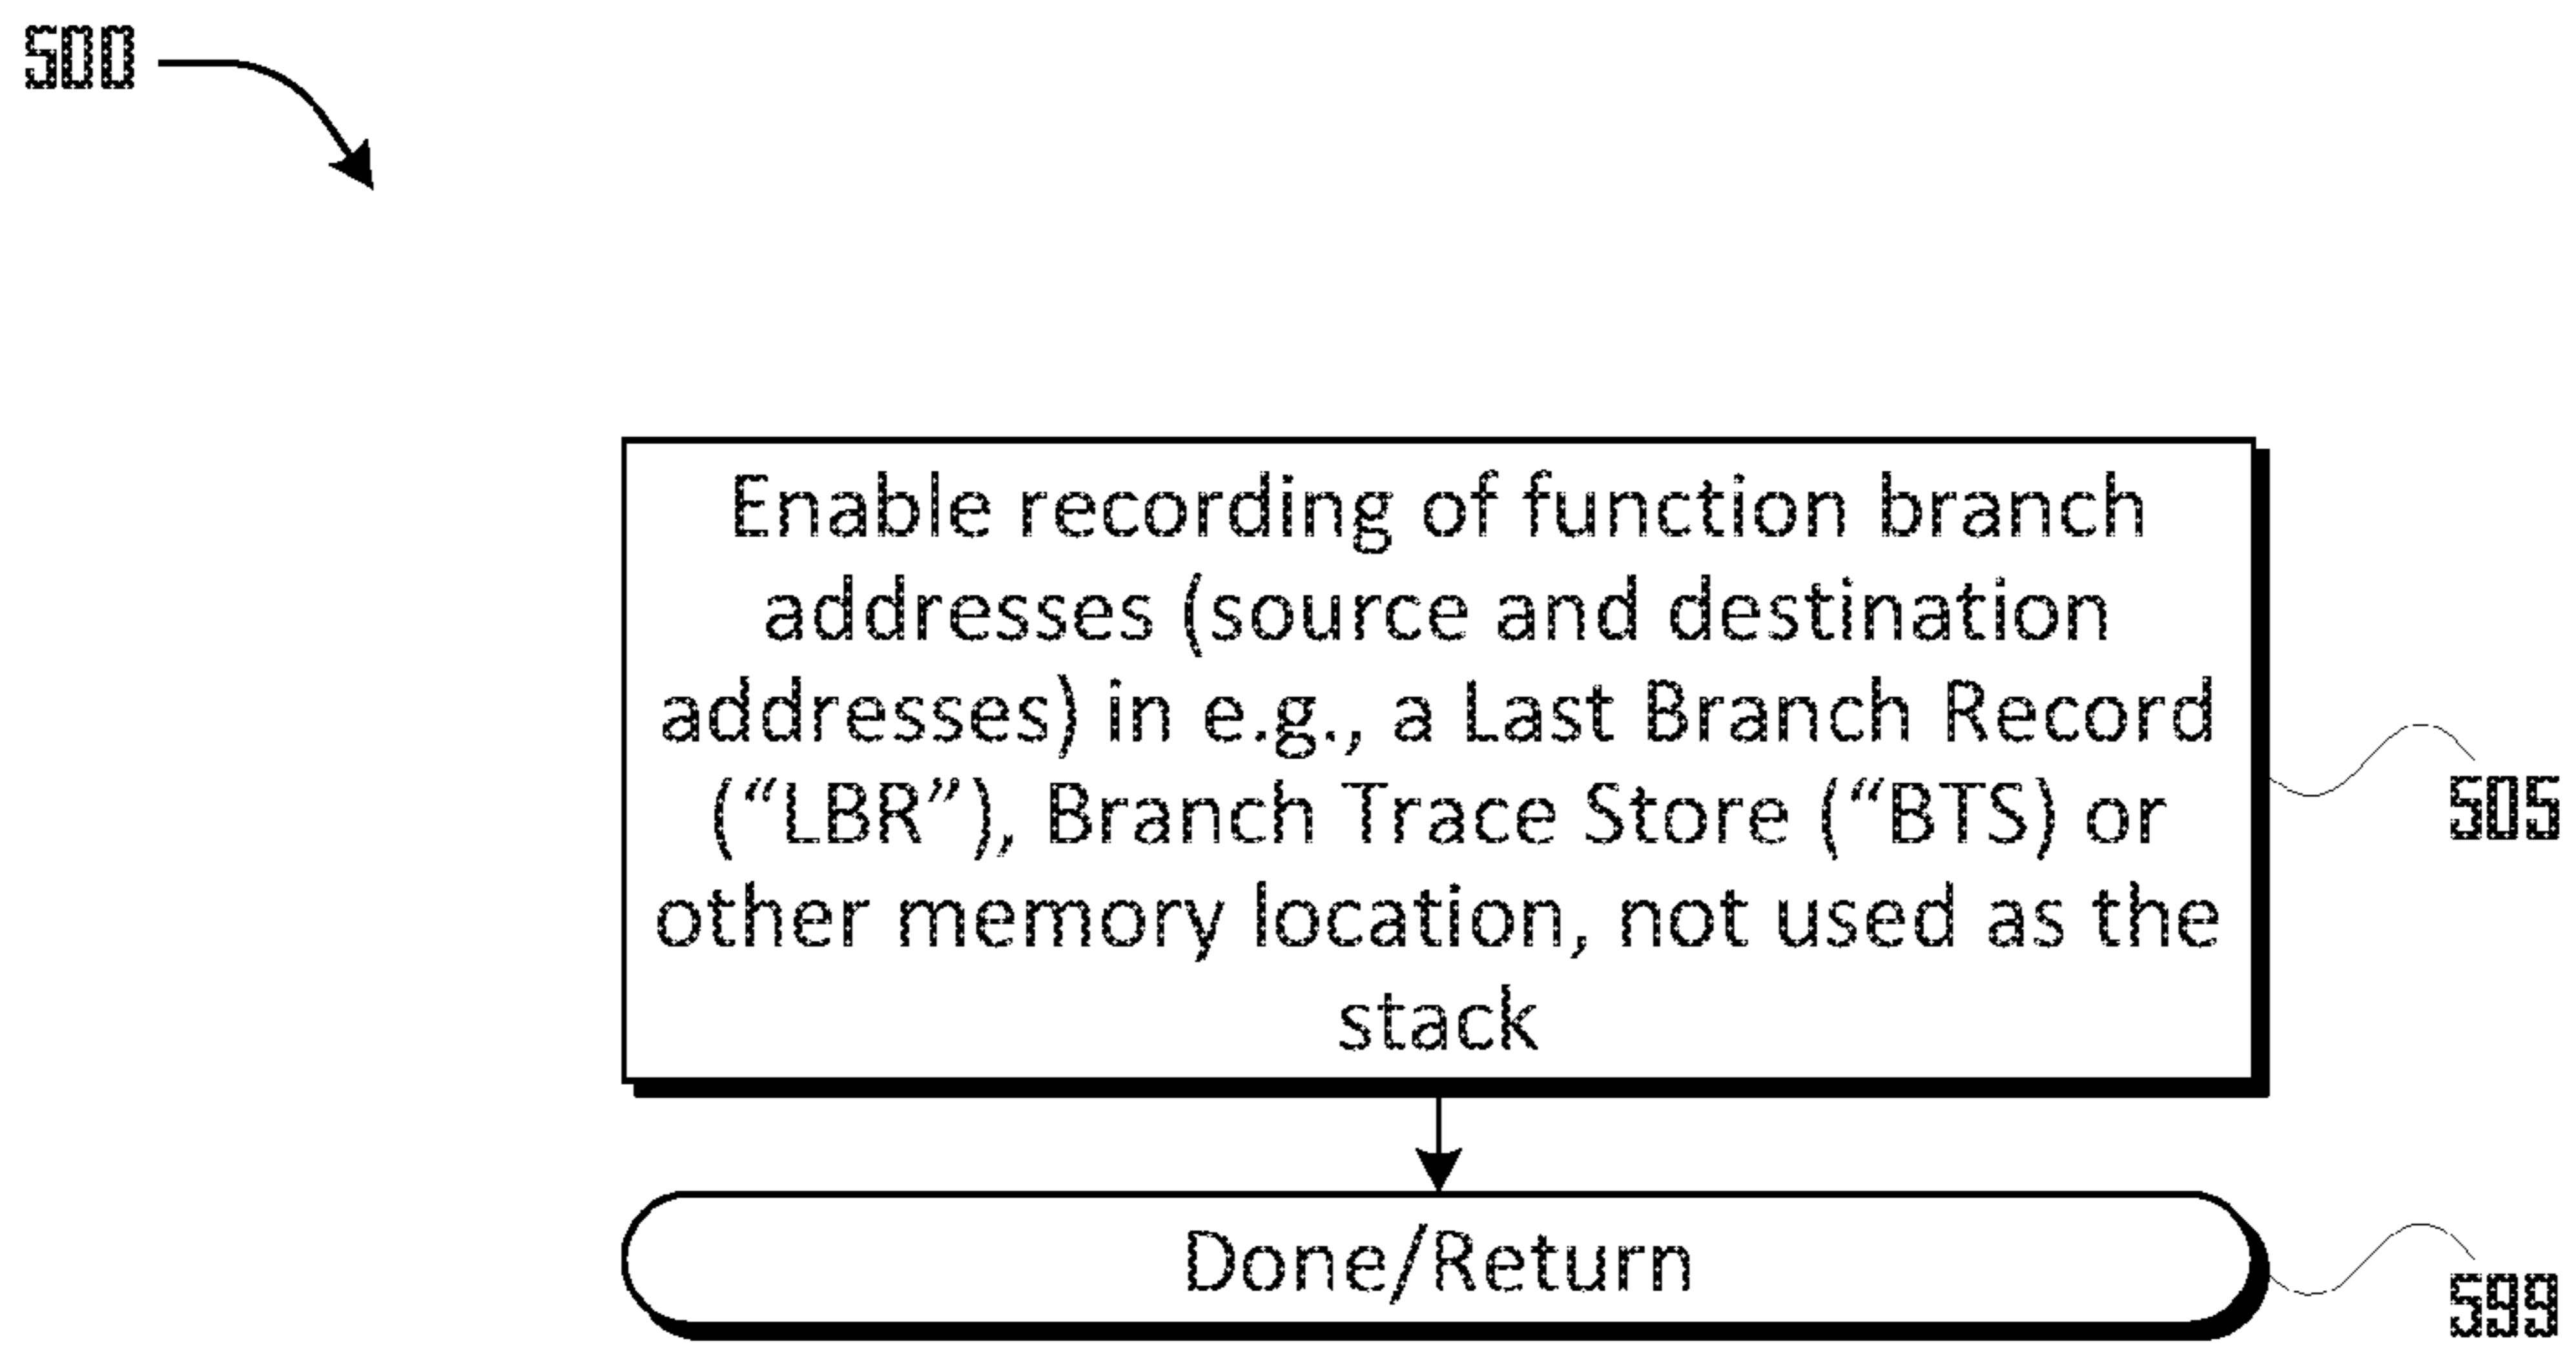 500
Enable recording of function branch
addresses (source and destination
addresses) in e.g., a Last Branch Record
(“LBR”), Branch Trace Store (“BTS) or
other memory location, not used as the
stack
505
Done/Return
599